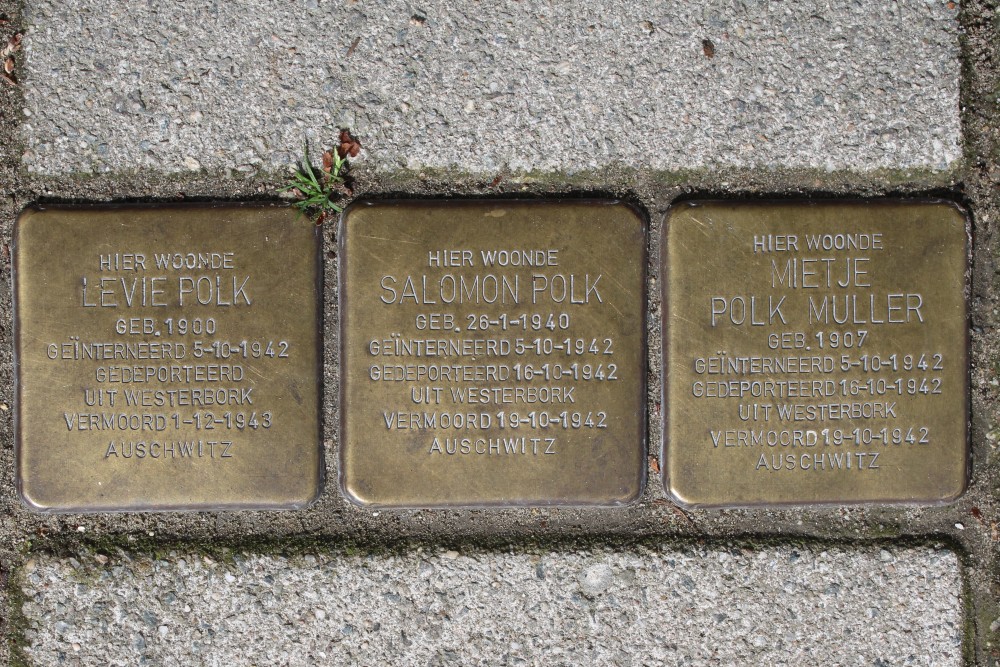 HIER WOONDE
LEVIE POLK
GEB. 1900
GEÏNTERNEERD 5-10-1942
GEDEPORTEERD
UIT WESTERBORK
VERMOORD 1-12-1943
AUSCHWITZ
HIER WOONDE
SALOMON POLK
GEB. 26-1-1940
GEÏNTERNEERD 5-10-1942
GEDEPORTEERD 16-10-1942
UIT WESTERBORK
VERMOORD 19-10-1942
AUSCHWITZ
HIER WOONDE
MIETJE
POLK MULLER
GEB. 1907
GEÏNTERNEERD 5-10-1942
GEDEPORTEERD 16-10-1942
UIT WESTERBORK
VERMOORD 19-10-1942
AUSCHWITZ